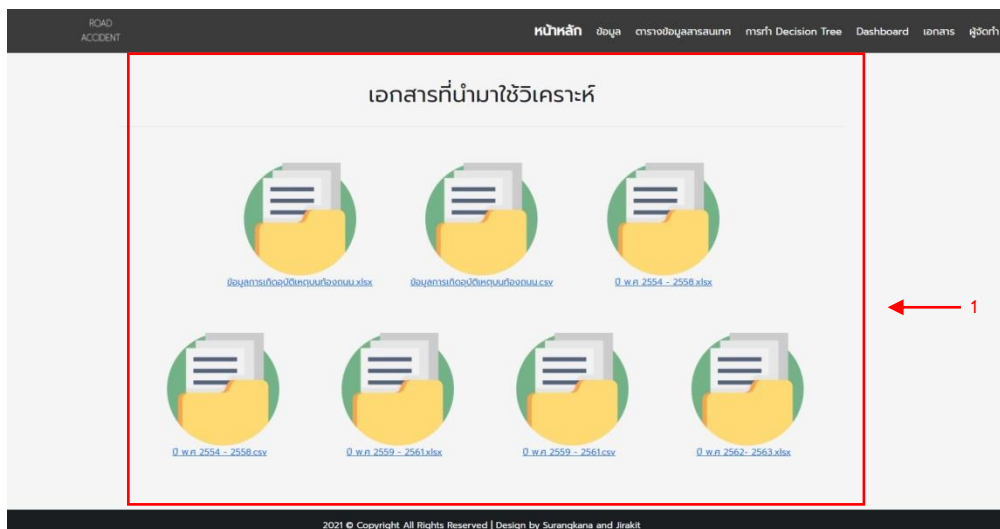 ROAD
ACCIDENT
หน้าหลัก ข้อมูล ตารางข้อมูลสารสนเทศ การทำ Decision Tree Dashboard เอกสาร ผู้จัดทำ
เอกสารที่นำมาใช้วิเคราะห์
ข้อมูลการเกิดอุบัติเหตุบนท้องถนน.xlsx ข้อมูลการเกิดอุบัติเหตุบนท้องถนน.csv ปี พ.ศ 2554 - 2558.xlsx
1
ปี พ.ศ 2554 - 2558.csv ปี พ.ศ 2559 - 2561.xlsx ปี พ.ศ 2559 - 2561.csv ปี พ.ศ 2562- 2563.xlsx
2021 © Copyright All Rights Reserved | Design by Surangkana and Jirakit